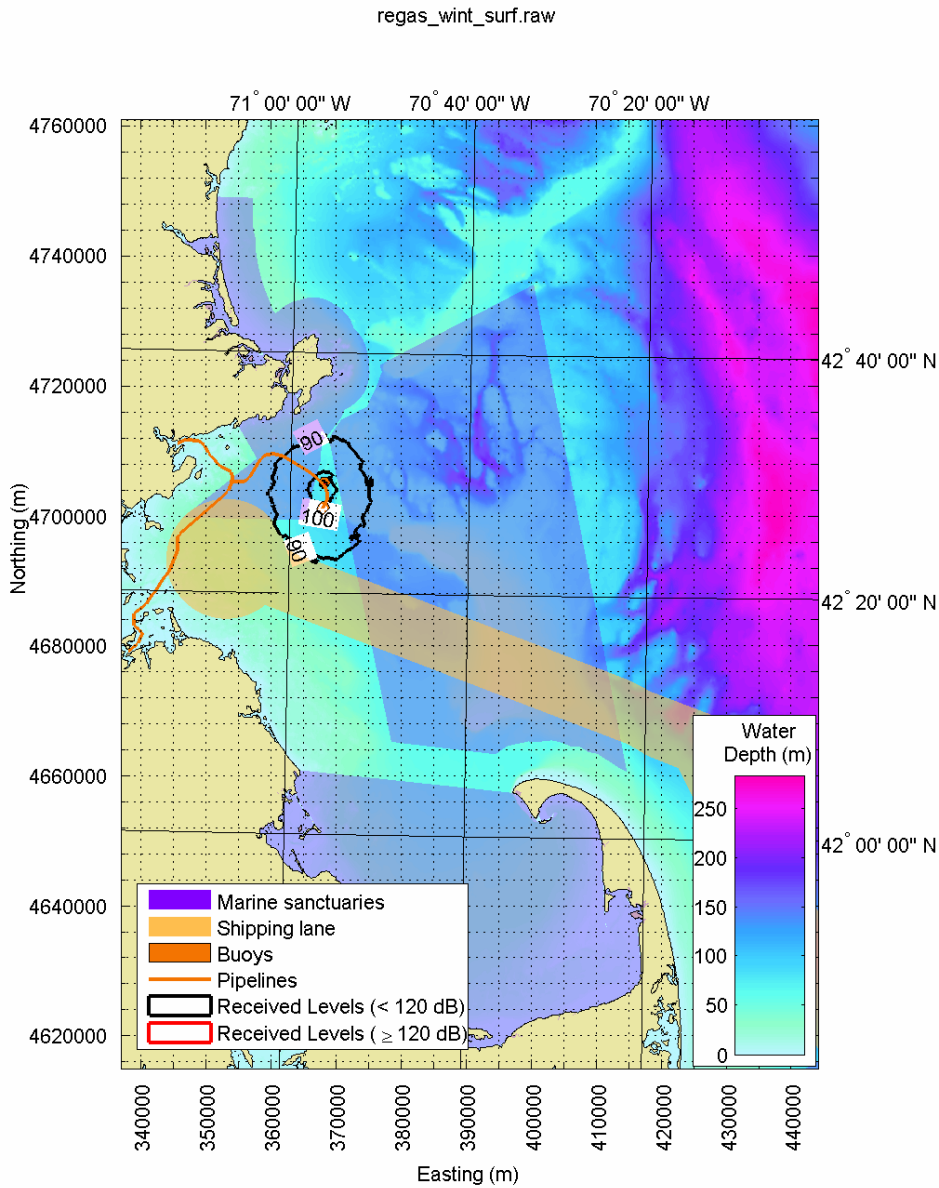 regas_wint_surf.raw
71° 00' 00" W
70° 40' 00" W
70° 20' 00" W
4760000
4740000
4720000
4700000
4680000
4660000
4640000
4620000
Northing (m)
42° 40' 00" N
42° 20' 00" N
42° 00' 00" N
90
100
90
Water
Depth (m)
250
200
150
100
50
0
Marine sanctuaries
Shipping lane
Buoys
Pipelines
Received Levels (< 120 dB)
Received Levels (≥ 120 dB)
340000
350000
360000
370000
380000
390000
400000
410000
420000
430000
440000
Easting (m)